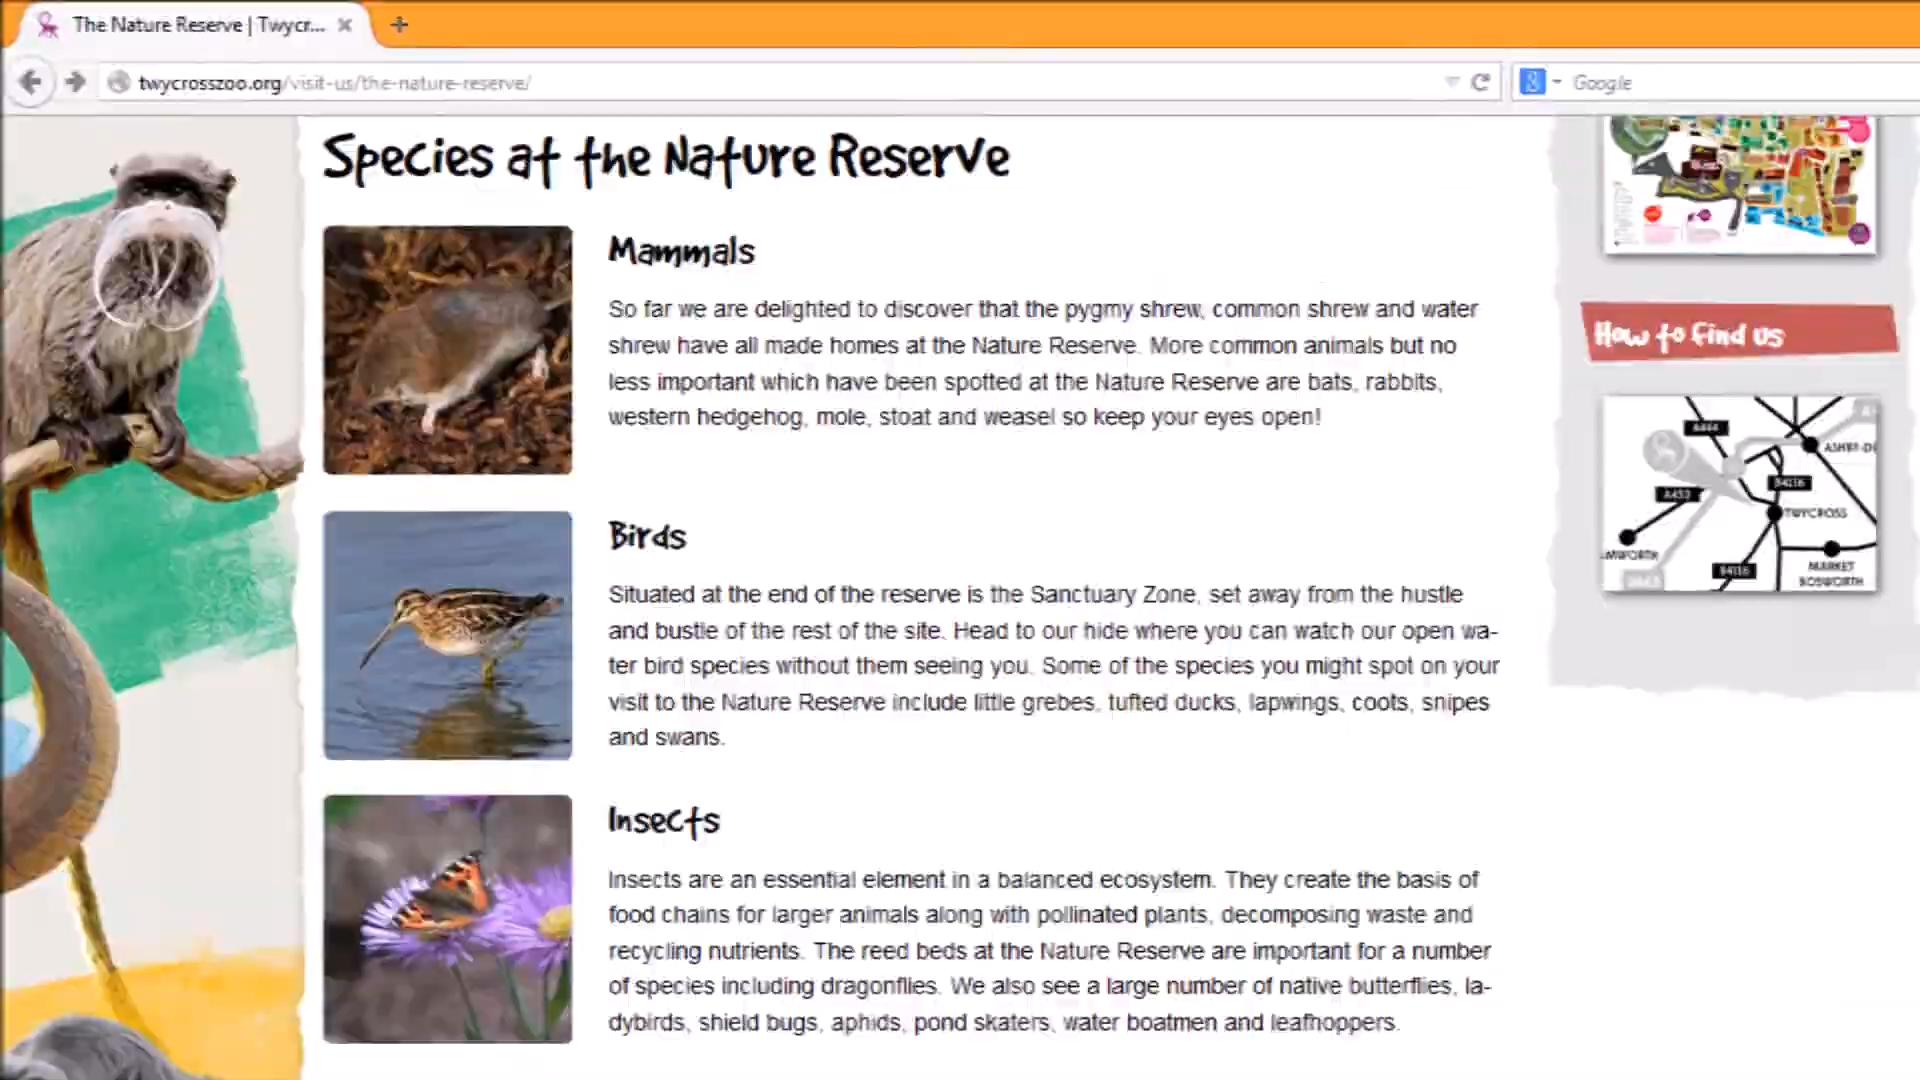 The Nature Reserve | Twycr...
twycrosszoo.org/visit-us/the-nature-reserve/
Google
Species at the Nature Reserve
Mammals
So far we are delighted to discover that the pygmy shrew, common shrew and water
shrew have all made homes at the Nature Reserve. More common animals but no
less important which have been spotted at the Nature Reserve are bats, rabbits,
western hedgehog, mole, stoat and weasel so keep your eyes open!
Birds
Situated at the end of the reserve is the Sanctuary Zone, set away from the hustle
and bustle of the rest of the site. Head to our hide where you can watch our open wa-
ter bird species without them seeing you. Some of the species you might spot on your
visit to the Nature Reserve include little grebes, tufted ducks, lapwings, coots, snipes
and swans.
Insects
Insects are an essential element in a balanced ecosystem. They create the basis of
food chains for larger animals along with pollinated plants, decomposing waste and
recycling nutrients. The reed beds at the Nature Reserve are important for a number
of species including dragonflies. We also see a large number of native butterflies, la-
dybirds, shield bugs, aphids, pond skaters, water boatmen and leafhoppers.
How to find us
A444
ASHBY-D
B4116
A453
TWYCROSS
MWORTH
MARKET
BOSWORTH
B4116